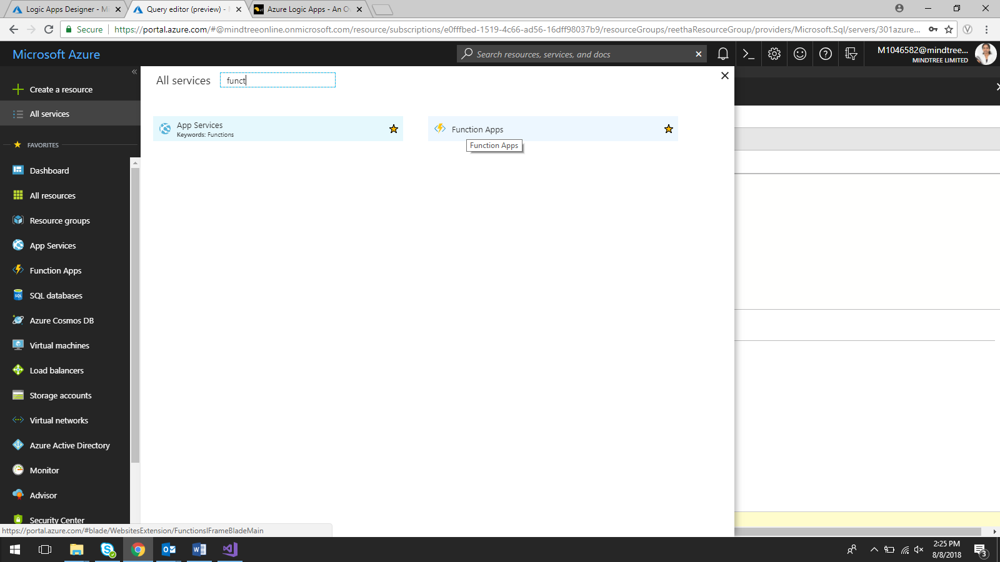 Logic Apps Designer - Mi
Query editor (preview) -
Azure Logic Apps - An O
Secure
https://portal.azure.com/#@mindtreeonline.onmicrosoft.com/resource/subscriptions/e0fffbed-1519-4c66-ad56-16dff98037b9/resourceGroups/reethaResourceGroup/providers/Microsoft.Sql/servers/301azure...
Microsoft Azure
Search resources, services, and docs
M1046582@mindtree...
MINDTREE LIMITED
Create a resource
All services
FAVORITES
Dashboard
All resources
Resource groups
App Services
Function Apps
SQL databases
Azure Cosmos DB
Virtual machines
Load balancers
Storage accounts
Virtual networks
Azure Active Directory
Monitor
Advisor
Security Center
All services
funct
App Services
Keywords: Functions
Function Apps
Function Apps
https://portal.azure.com/#blade/WebsitesExtension/FunctionsIFrameBladeMain
2:25 PM
8/8/2018
3